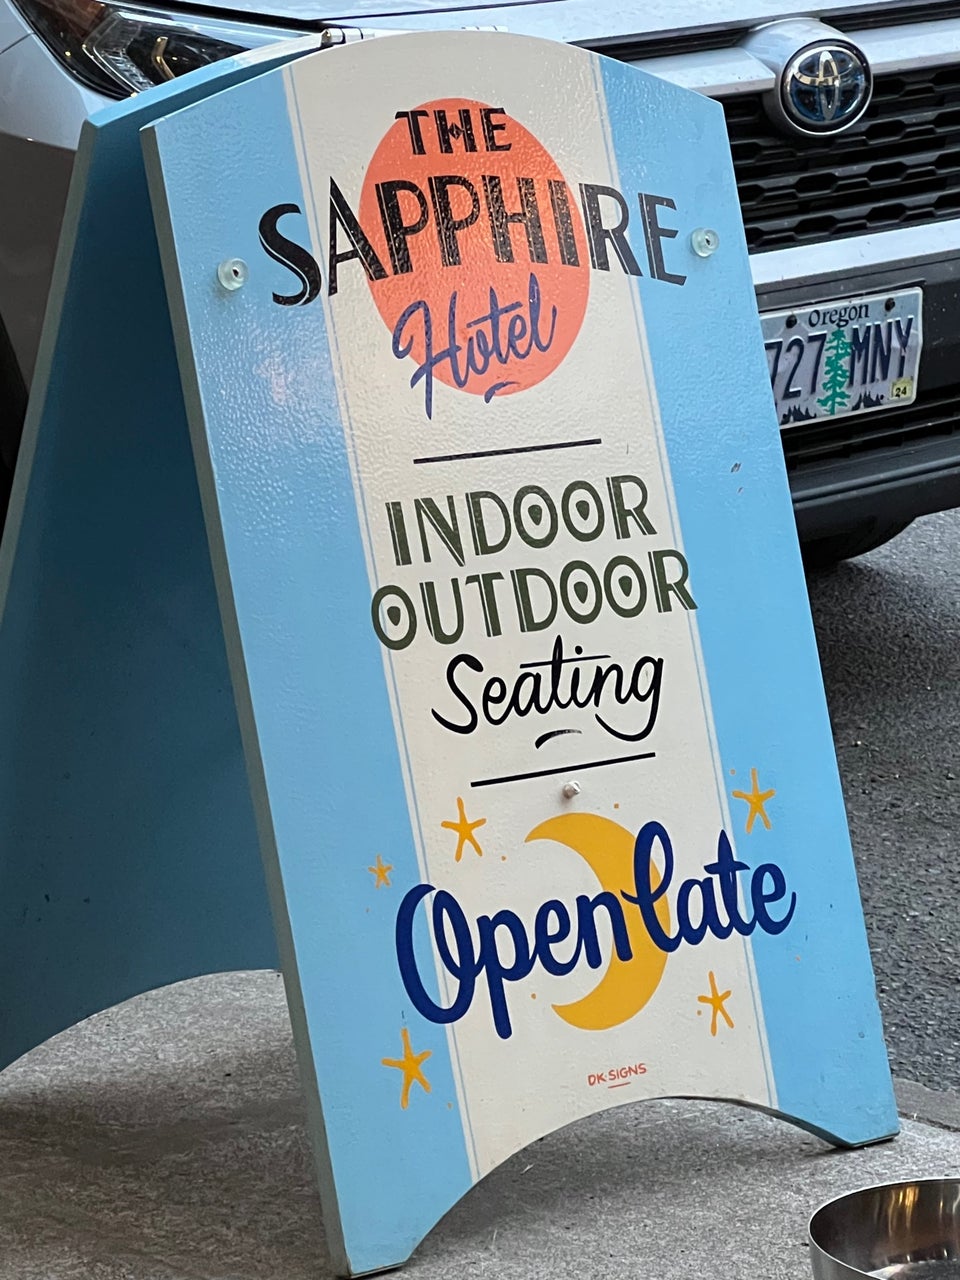 THE
SAPPHIRE
Hotel
INDOOR
OUTDOOR
Seating
Open late
DK·SIGNS
Oregon
727 MNY
24